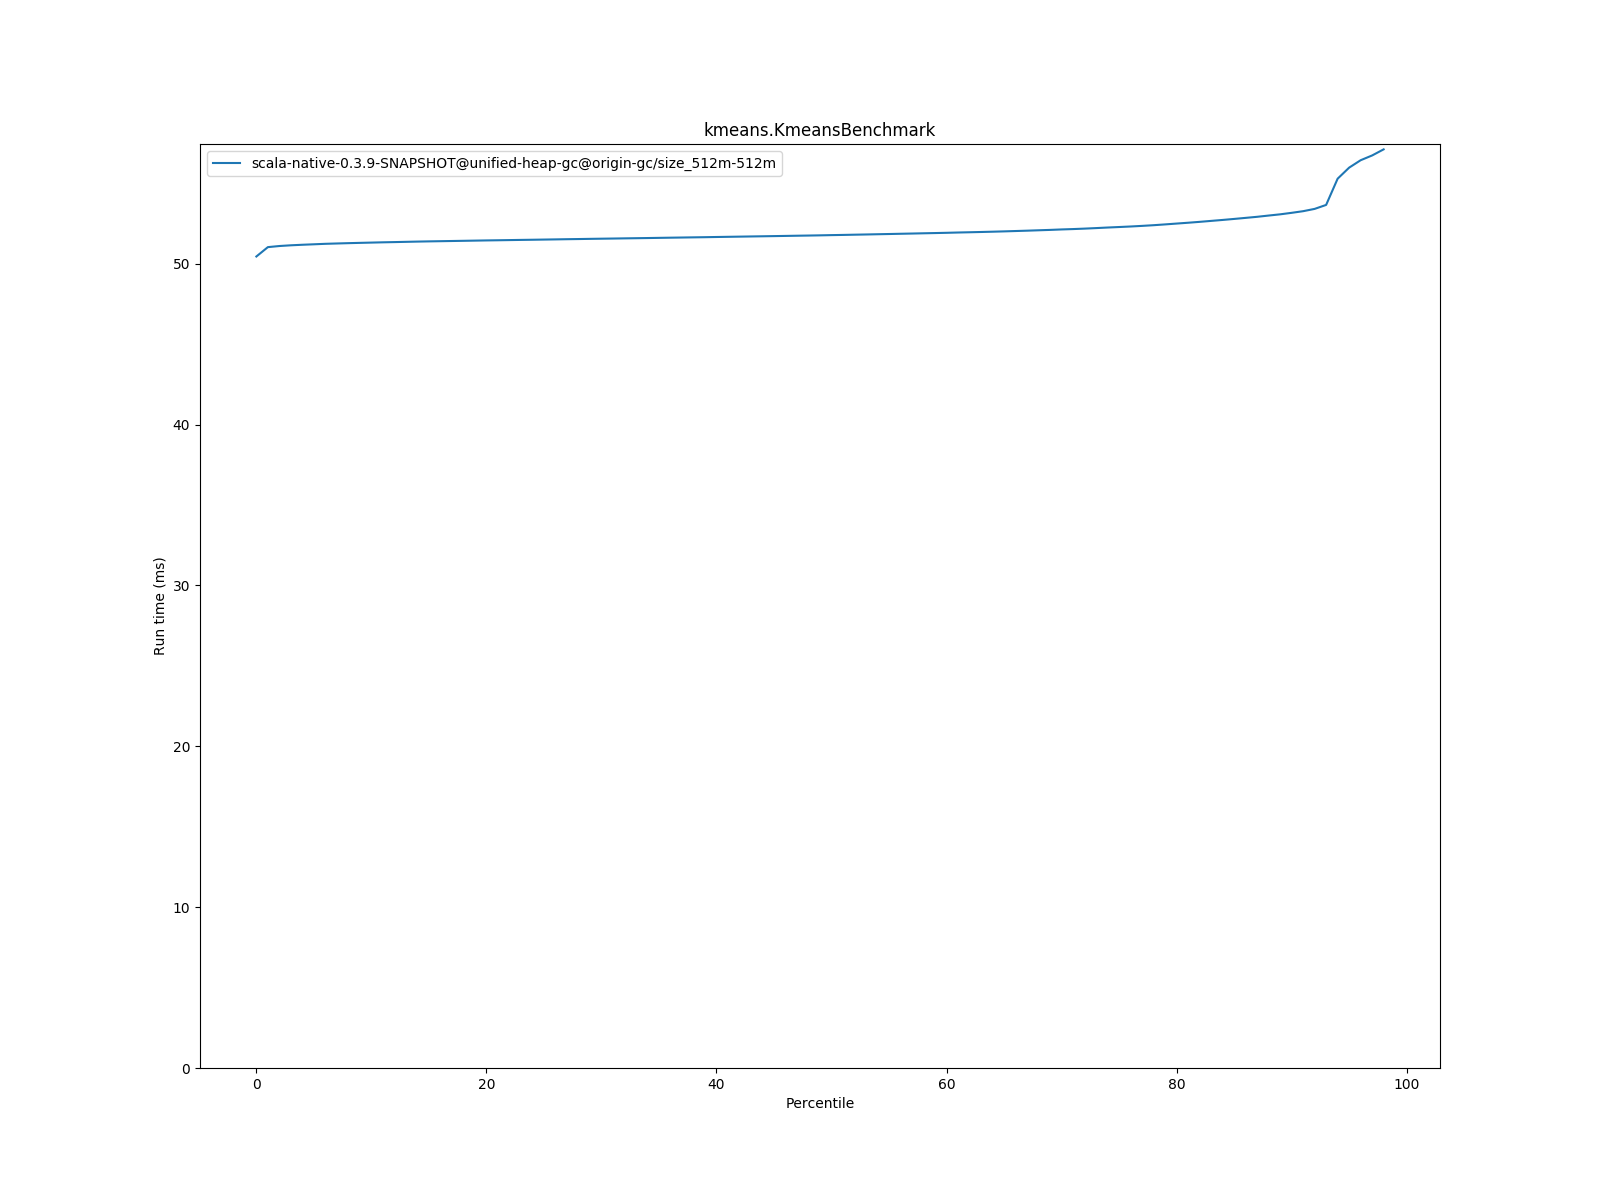 kmeans.KmeansBenchmark
scala-native-0.3.9-SNAPSHOT@unified-heap-gc@origin-gc/size_512m-512m
50
40
30
20
10
0
Run time (ms)
0 20 40 60 80 100
Percentile